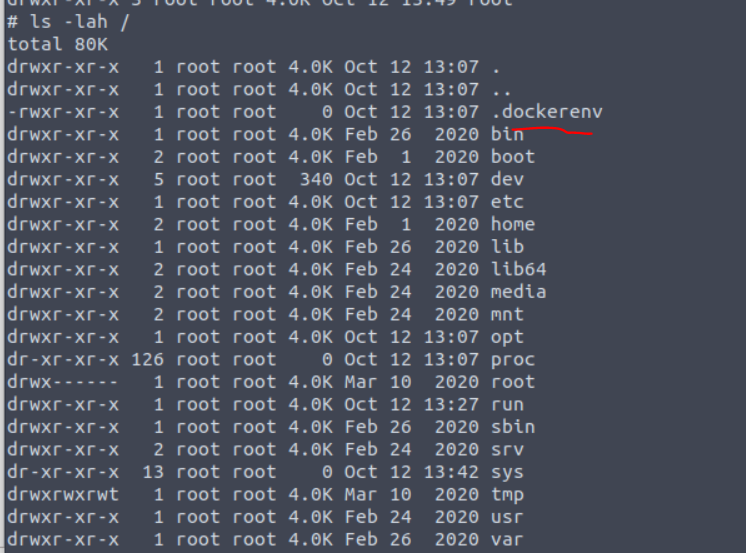 drwxr-xr-x 3 root root 4.0K Oct 12 13:49 root
# ls -lah /
total 80K
drwxr-xr-x   1 root root 4.0K Oct 12 13:07 .
drwxr-xr-x   1 root root 4.0K Oct 12 13:07 ..
-rwxr-xr-x   1 root root    0 Oct 12 13:07 .dockerenv
drwxr-xr-x   1 root root 4.0K Feb 26  2020 bin
drwxr-xr-x   2 root root 4.0K Feb  1  2020 boot
drwxr-xr-x   5 root root  340 Oct 12 13:07 dev
drwxr-xr-x   1 root root 4.0K Oct 12 13:07 etc
drwxr-xr-x   2 root root 4.0K Feb  1  2020 home
drwxr-xr-x   1 root root 4.0K Feb 26  2020 lib
drwxr-xr-x   2 root root 4.0K Feb 24  2020 lib64
drwxr-xr-x   2 root root 4.0K Feb 24  2020 media
drwxr-xr-x   2 root root 4.0K Feb 24  2020 mnt
drwxr-xr-x   1 root root 4.0K Oct 12 13:07 opt
dr-xr-xr-x 126 root root    0 Oct 12 13:07 proc
drwx------   1 root root 4.0K Mar 10  2020 root
drwxr-xr-x   1 root root 4.0K Oct 12 13:27 run
drwxr-xr-x   1 root root 4.0K Feb 26  2020 sbin
drwxr-xr-x   2 root root 4.0K Feb 24  2020 srv
dr-xr-xr-x  13 root root    0 Oct 12 13:42 sys
drwxrwxrwt   1 root root 4.0K Mar 10  2020 tmp
drwxr-xr-x   1 root root 4.0K Feb 24  2020 usr
drwxr-xr-x   1 root root 4.0K Feb 26  2020 var